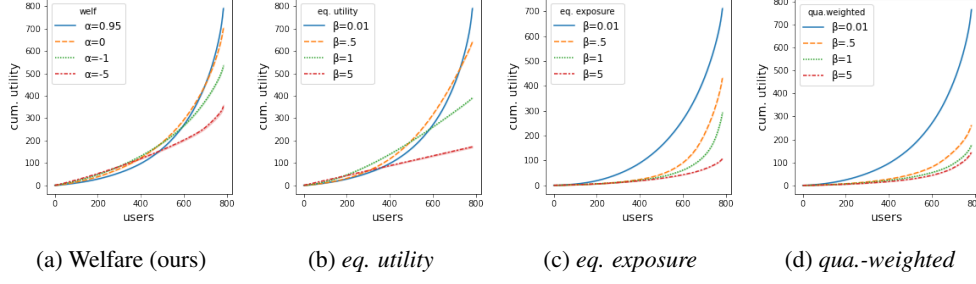 welf
α=0.95
α=0
α=-1
α=-5
800
700
600
500
400
300
200
100
0
cum. utility
0 200 400 600 800
users
(a) Welfare (ours)
eq. utility
β=0.01
β=.5
β=1
β=5
800
700
600
500
400
300
200
100
0
cum. utility
0 200 400 600 800
users
(b) eq. utility
eq. exposure
β=0.01
β=.5
β=1
β=5
700
600
500
400
300
200
100
0
cum. utility
0 200 400 600 800
users
(c) eq. exposure
qua.weighted
β=0.01
β=.5
β=1
β=5
800
700
600
500
400
300
200
100
0
cum. utility
0 200 400 600 800
users
(d) qua.-weighted